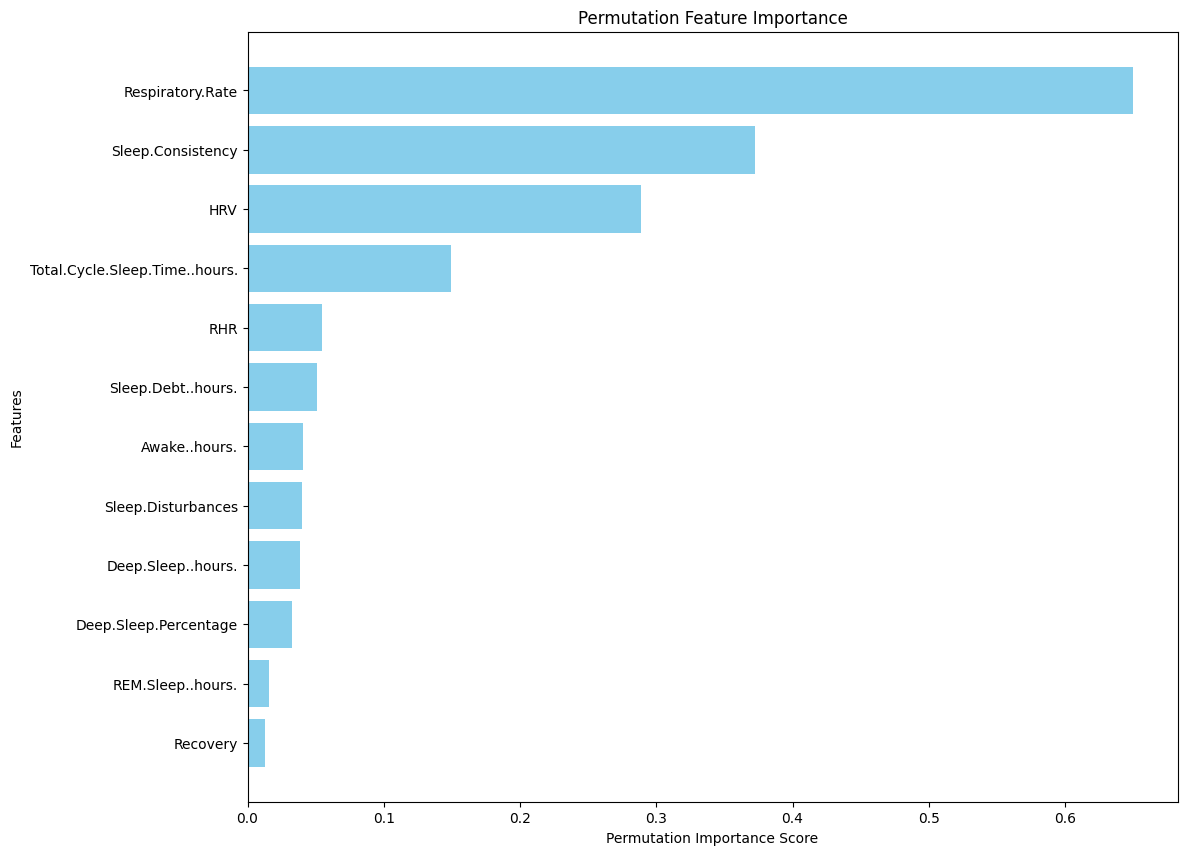 Permutation Feature Importance
Respiratory.Rate
Sleep.Consistency
HRV
Total.Cycle.Sleep.Time..hours.
RHR
Sleep.Debt..hours.
Awake..hours.
Sleep.Disturbances
Deep.Sleep..hours.
Deep.Sleep.Percentage
REM.Sleep..hours.
Recovery
Features
0.0 0.1 0.2 0.3 0.4 0.5 0.6
Permutation Importance Score